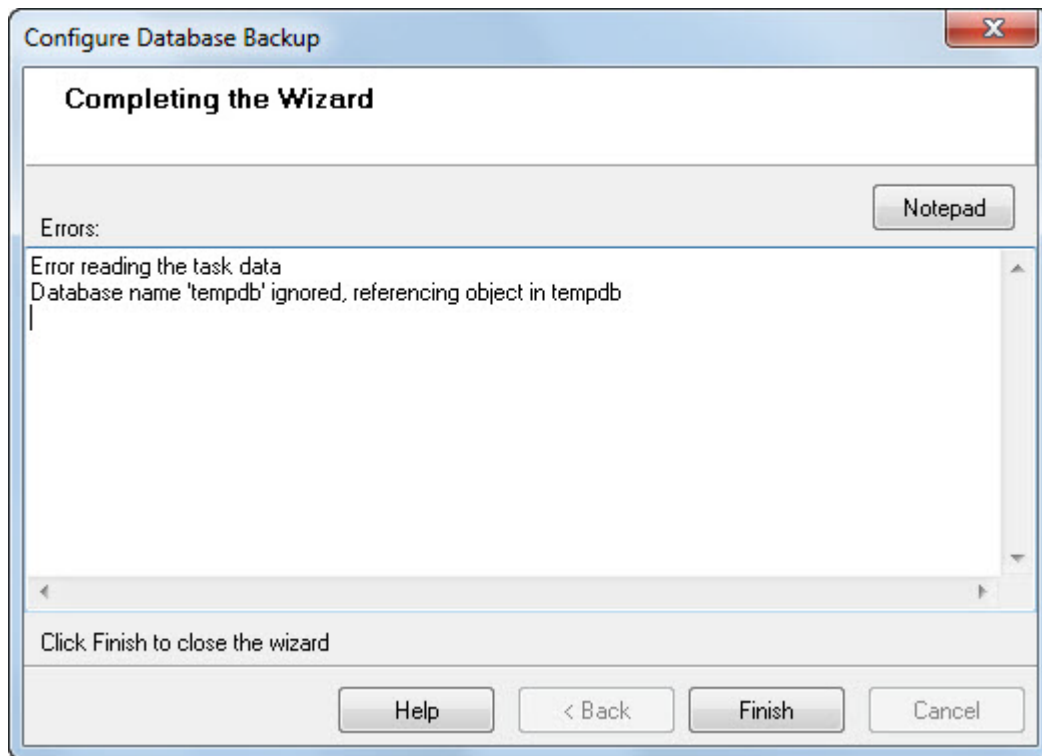 Configure Database Backup
Completing the Wizard
Notepad
Errors:
Error reading the task data
Database name 'tempdb' ignored, referencing object in tempdb
Click Finish to close the wizard
Help
< Back
Finish
Cancel